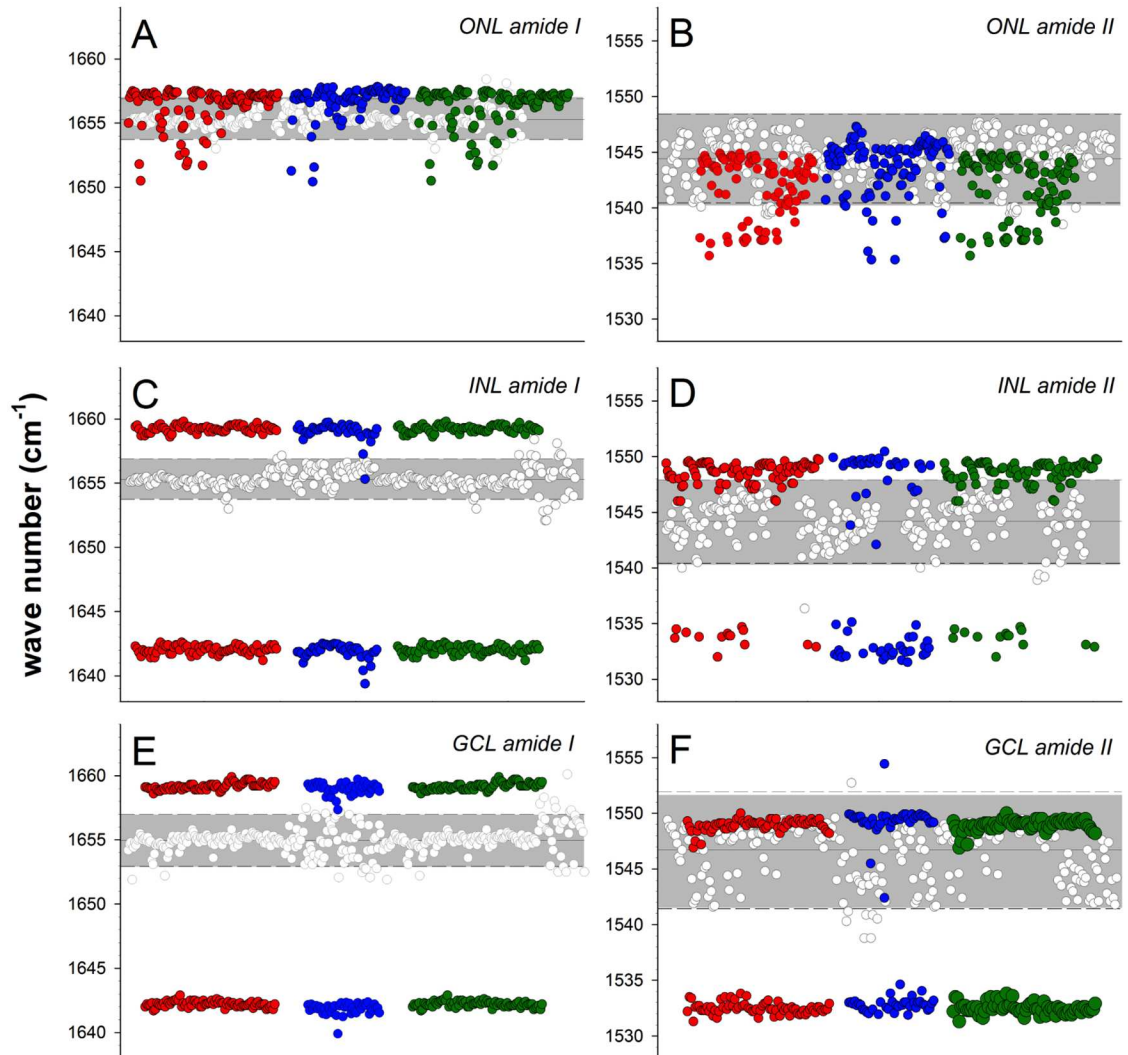 A
ONL amide I
1660
1655
1650
1645
1640
B
ONL amide II
1555
1550
1545
1540
1535
1530
C
INL amide I
1660
1655
1650
1645
1640
D
INL amide II
1555
1550
1545
1540
1535
1530
E
GCL amide I
1660
1655
1650
1645
1640
F
GCL amide II
1555
1550
1545
1540
1535
1530
wave number (cm⁻¹)